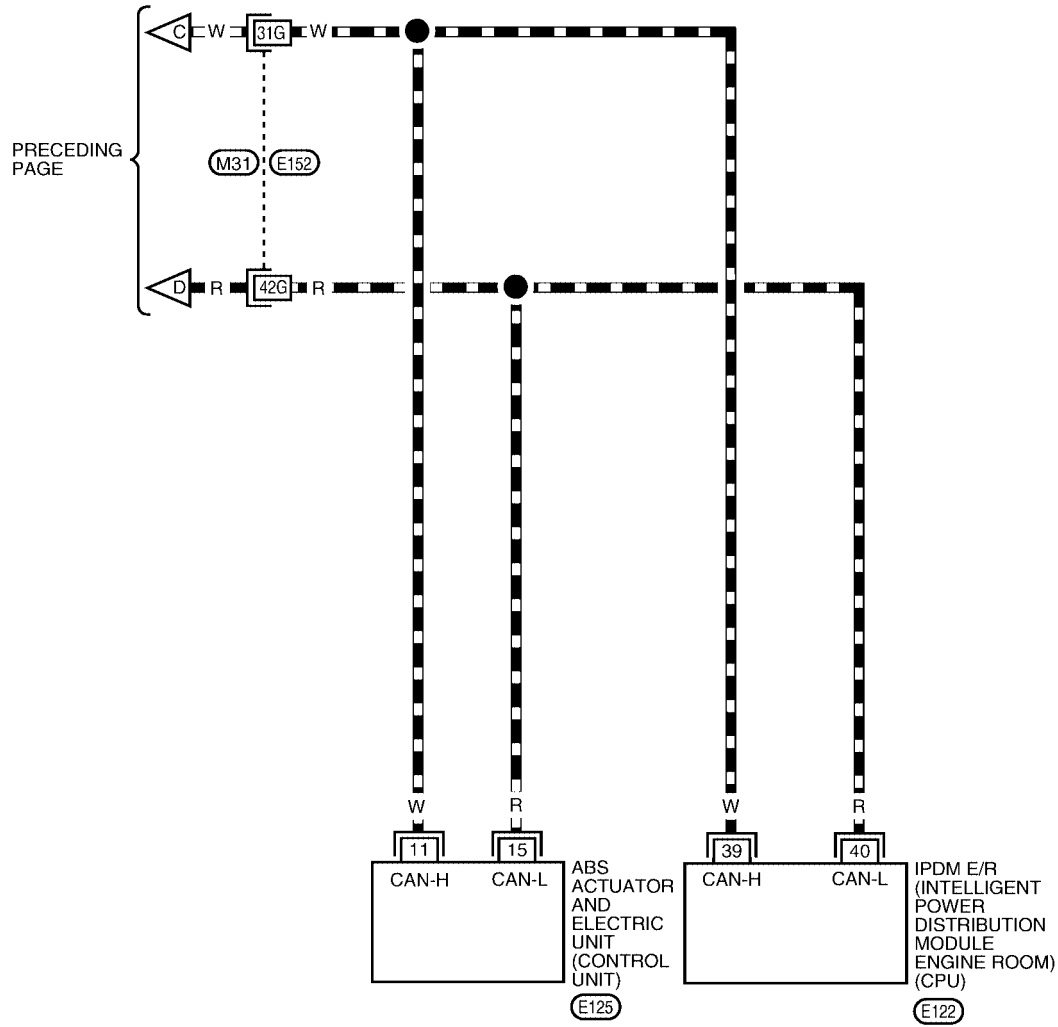 C W 31G W
PRECEDING
PAGE
M31 E152
D R 42G R
W R W R
11 15 39 40
CAN-H CAN-L CAN-H CAN-L
ABS
ACTUATOR
AND
ELECTRIC
UNIT
(CONTROL
UNIT)
E125
IPDM E/R
(INTELLIGENT
POWER
DISTRIBUTION
MODULE
ENGINE ROOM)
(CPU)
E122